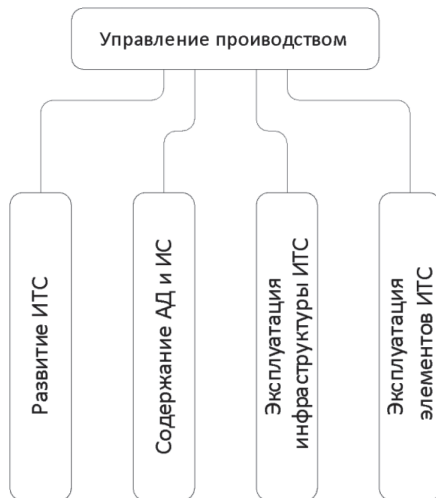 Управление проиводством
Развитие ИТС
Содержание АД и ИС
Эксплуатация
инфраструктуры ИТС
Эксплуатация
элементов ИТС